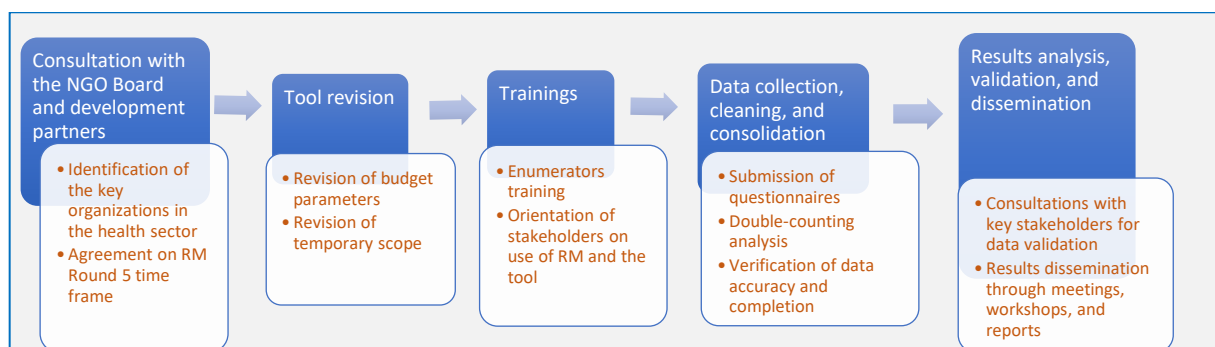 Consultation with
the NGO Board
and development
partners
• Identification of
the key
organizations in
the health sector
• Agreement on RM
Round 5 time
frame
Tool revision
• Revision of budget
parameters
• Revision of
temporary scope
Trainings
• Enumerators
training
• Orientation of
stakeholders on
use of RM and the
tool
Data collection,
cleaning, and
consolidation
• Submission of
questionnaires
• Double-counting
analysis
• Verification of data
accuracy and
completion
Results analysis,
validation, and
dissemination
• Consultations with
key stakeholders for
data validation
• Results dissemination
through meetings,
workshops, and
reports